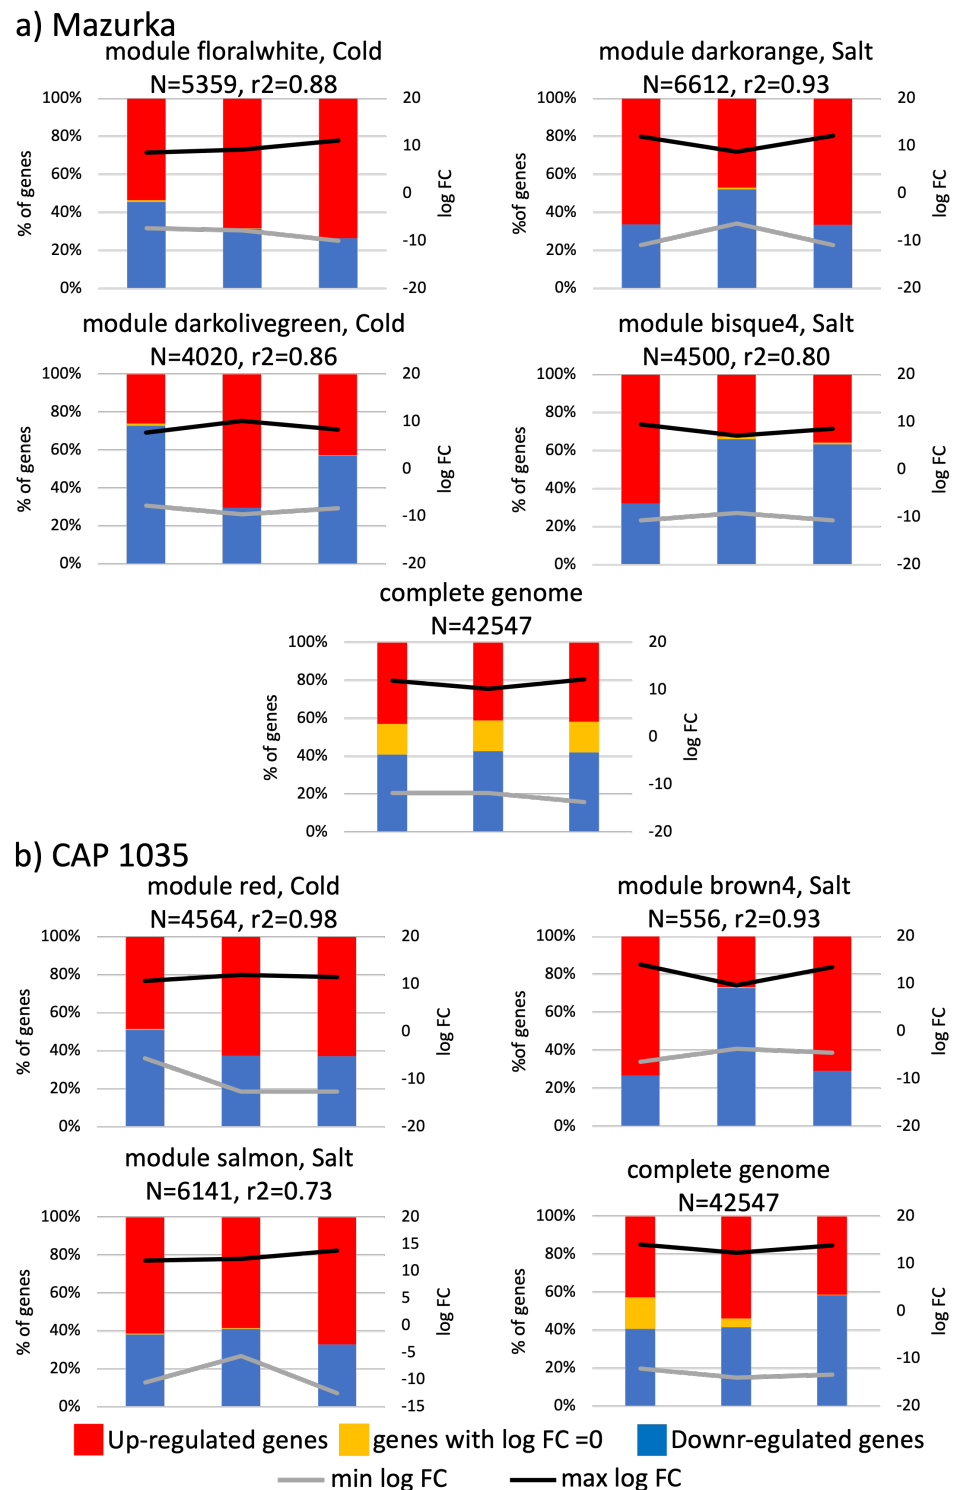 a) Mazurka
module floralwhite, Cold
N=5359, r2=0.88
100%
80%
60%
40%
20%
0%
% of genes
20
10
0
-10
-20
log FC
module darkorange, Salt
N=6612, r2=0.93
100%
80%
60%
40%
20%
0%
%of genes
20
10
0
-10
-20
log FC
module darkolivegreen, Cold
N=4020, r2=0.86
100%
80%
60%
40%
20%
0%
% of genes
20
10
0
-10
-20
log FC
module bisque4, Salt
N=4500, r2=0.80
100%
80%
60%
40%
20%
0%
%of genes
20
10
0
-10
-20
log FC
complete genome
N=42547
100%
80%
60%
40%
20%
0%
% of genes
20
10
0
-10
-20
log FC
b) CAP 1035
module red, Cold
N=4564, r2=0.98
100%
80%
60%
40%
20%
0%
% of genes
20
10
0
-10
-20
log FC
module brown4, Salt
N=556, r2=0.93
100%
80%
60%
40%
20%
0%
%of genes
20
10
0
-10
-20
log FC
module salmon, Salt
N=6141, r2=0.73
100%
80%
60%
40%
20%
0%
% of genes
20
15
10
5
0
-5
-10
-15
log FC
complete genome
N=42547
100%
80%
60%
40%
20%
0%
% of genes
20
10
0
-10
-20
log FC
Up-regulated genes
genes with log FC =0
Downr-egulated genes
min log FC
max log FC